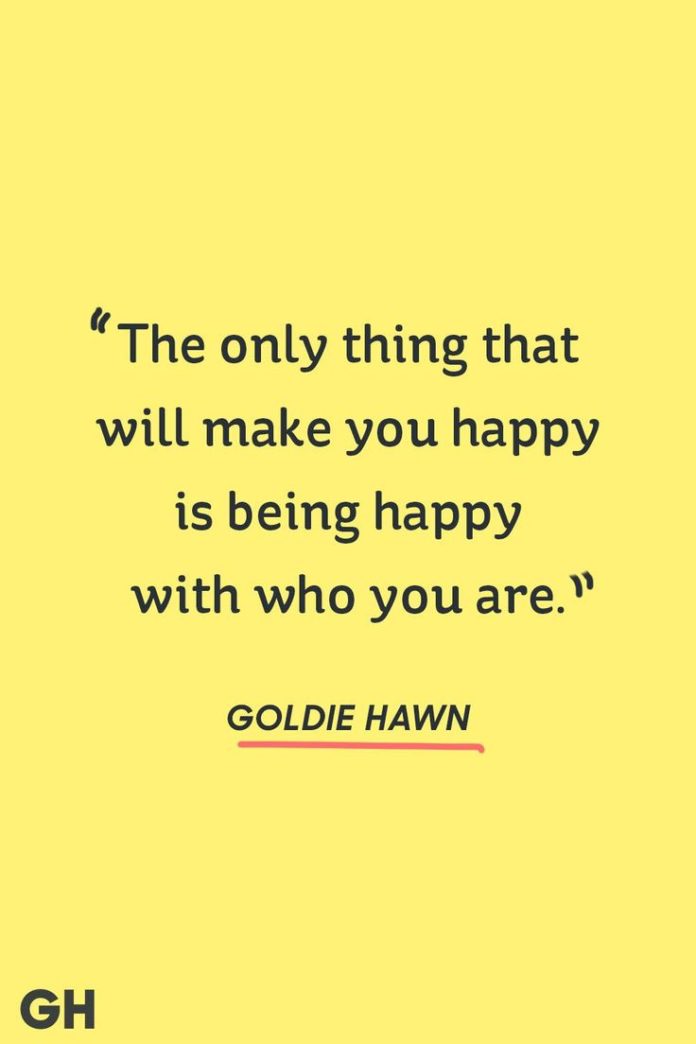 “The only thing that
will make you happy
is being happy
with who you are.”
GOLDIE HAWN
GH